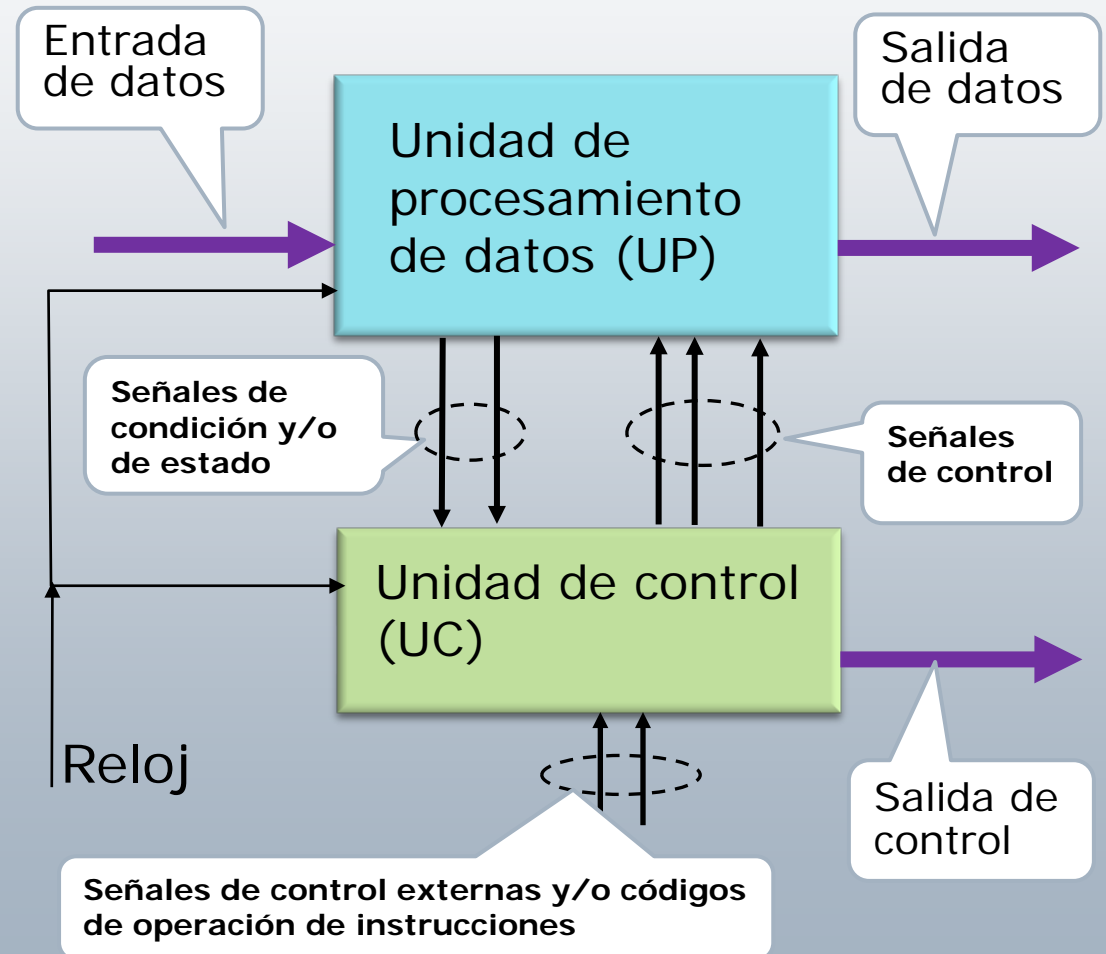 Entrada
de datos
Salida
de datos
Unidad de
procesamiento
de datos (UP)
Señales de
condición y/o
de estado
Señales
de control
Unidad de control
(UC)
Reloj
Salida de
control
Señales de control externas y/o códigos
de operación de instrucciones